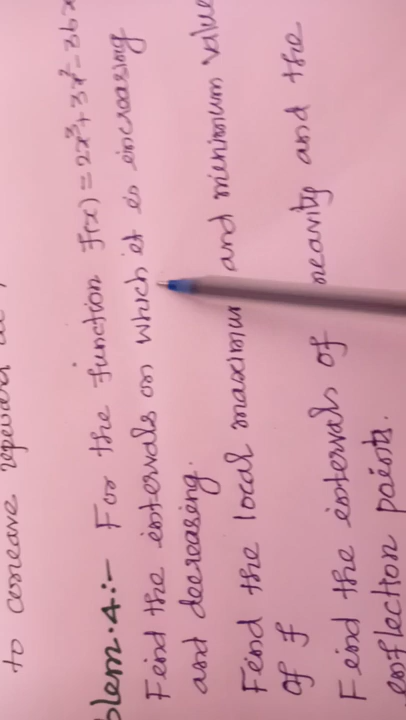 to concave upward
blem.4:- For the function f(x) = 2x³+3x²-36x
Find the intervals on which it is increasing
and decreasing.
Find the local maximum and minimum value
of f
Find the intervals of and the
inflection points.